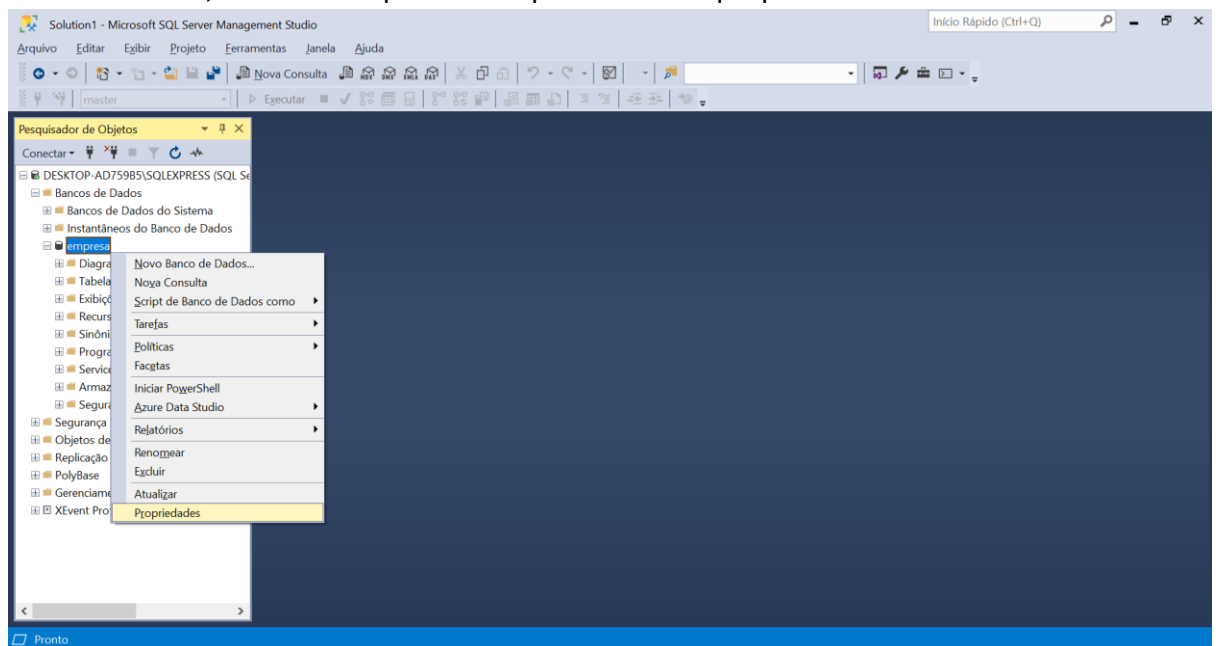 Solution1 - Microsoft SQL Server Management Studio
Início Rápido (Ctrl+Q)
Arquivo Editar Exibir Projeto Ferramentas Janela Ajuda
Nova Consulta
master
Executar
Pesquisador de Objetos
Conectar
DESKTOP-AD759B5\SQLEXPRESS (SQL Se
Bancos de Dados
Bancos de Dados do Sistema
Instantâneos do Banco de Dados
empresa
Diagra
Tabela
Exibiçõ
Recurs
Sinôni
Progra
Service
Armaz
Segura
Segurança
Objetos de
Replicação
PolyBase
Gerenciame
XEvent Pro
Novo Banco de Dados...
Nova Consulta
Script de Banco de Dados como
Tarefas
Políticas
Facetas
Iniciar PowerShell
Azure Data Studio
Relatórios
Renomear
Excluir
Atualizar
Propriedades
Pronto